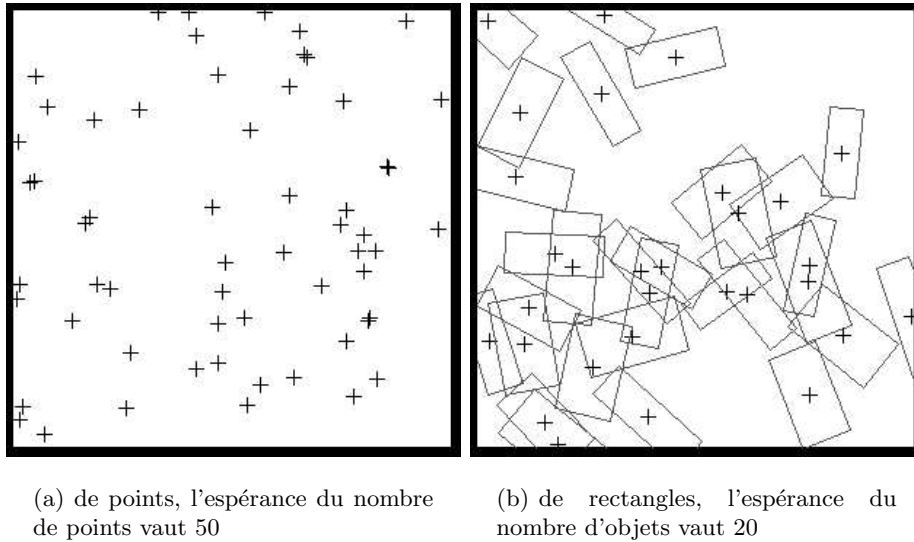 (a) de points, l'espérance du nombre
de points vaut 50
(b) de rectangles, l'espérance du
nombre d'objets vaut 20